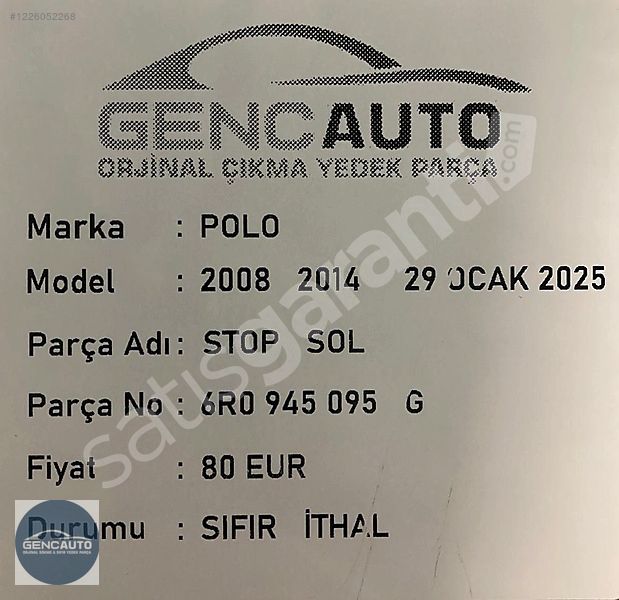 #1226052268
GENCAUTO
ORJİNAL ÇIKMA YEDEK PARÇA
Marka : POLO
Model : 2008 2014 29 OCAK 2025
Parça Adı : STOP SOL
Parça No : 6R0 945 095 G
Fiyat : 80 EUR
Durumu : SIFIR İTHAL
satışgaranti.com
GENCAUTO